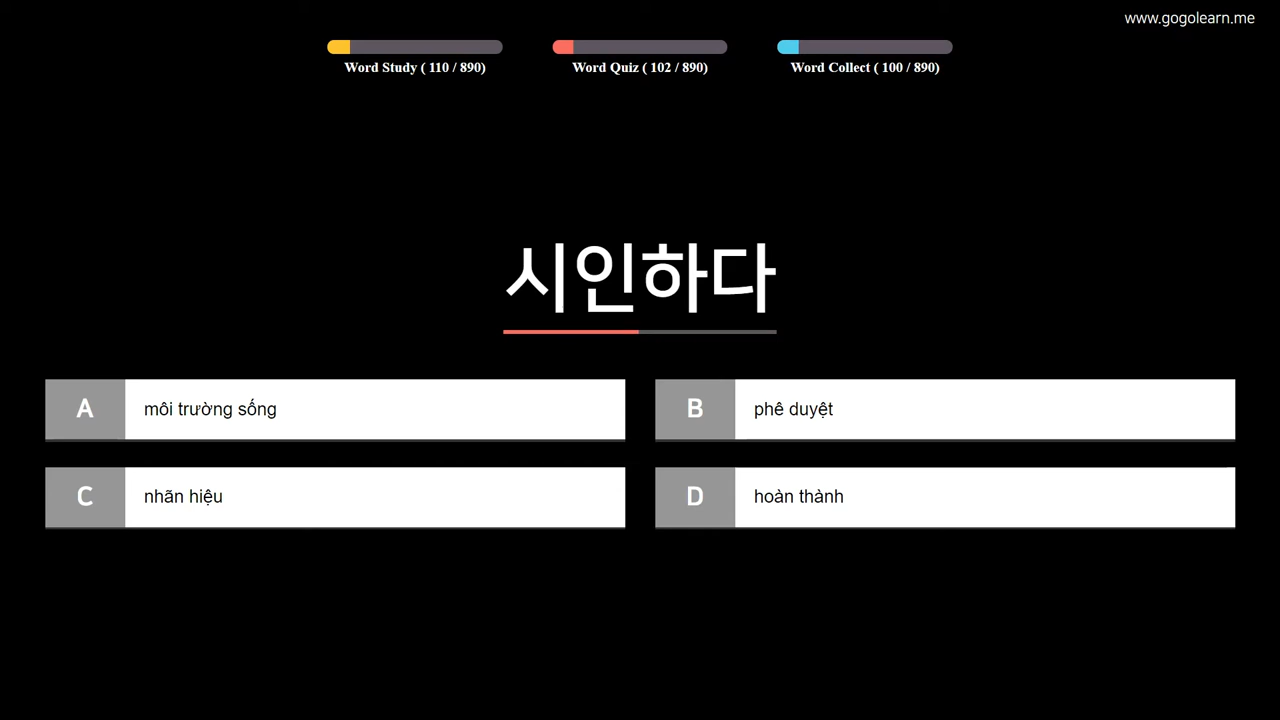 www.gogolearn.me
Word Study ( 110 / 890)
Word Quiz ( 102 / 890)
Word Collect ( 100 / 890)
시인하다
A môi trường sống
B phê duyệt
C nhãn hiệu
D hoàn thành